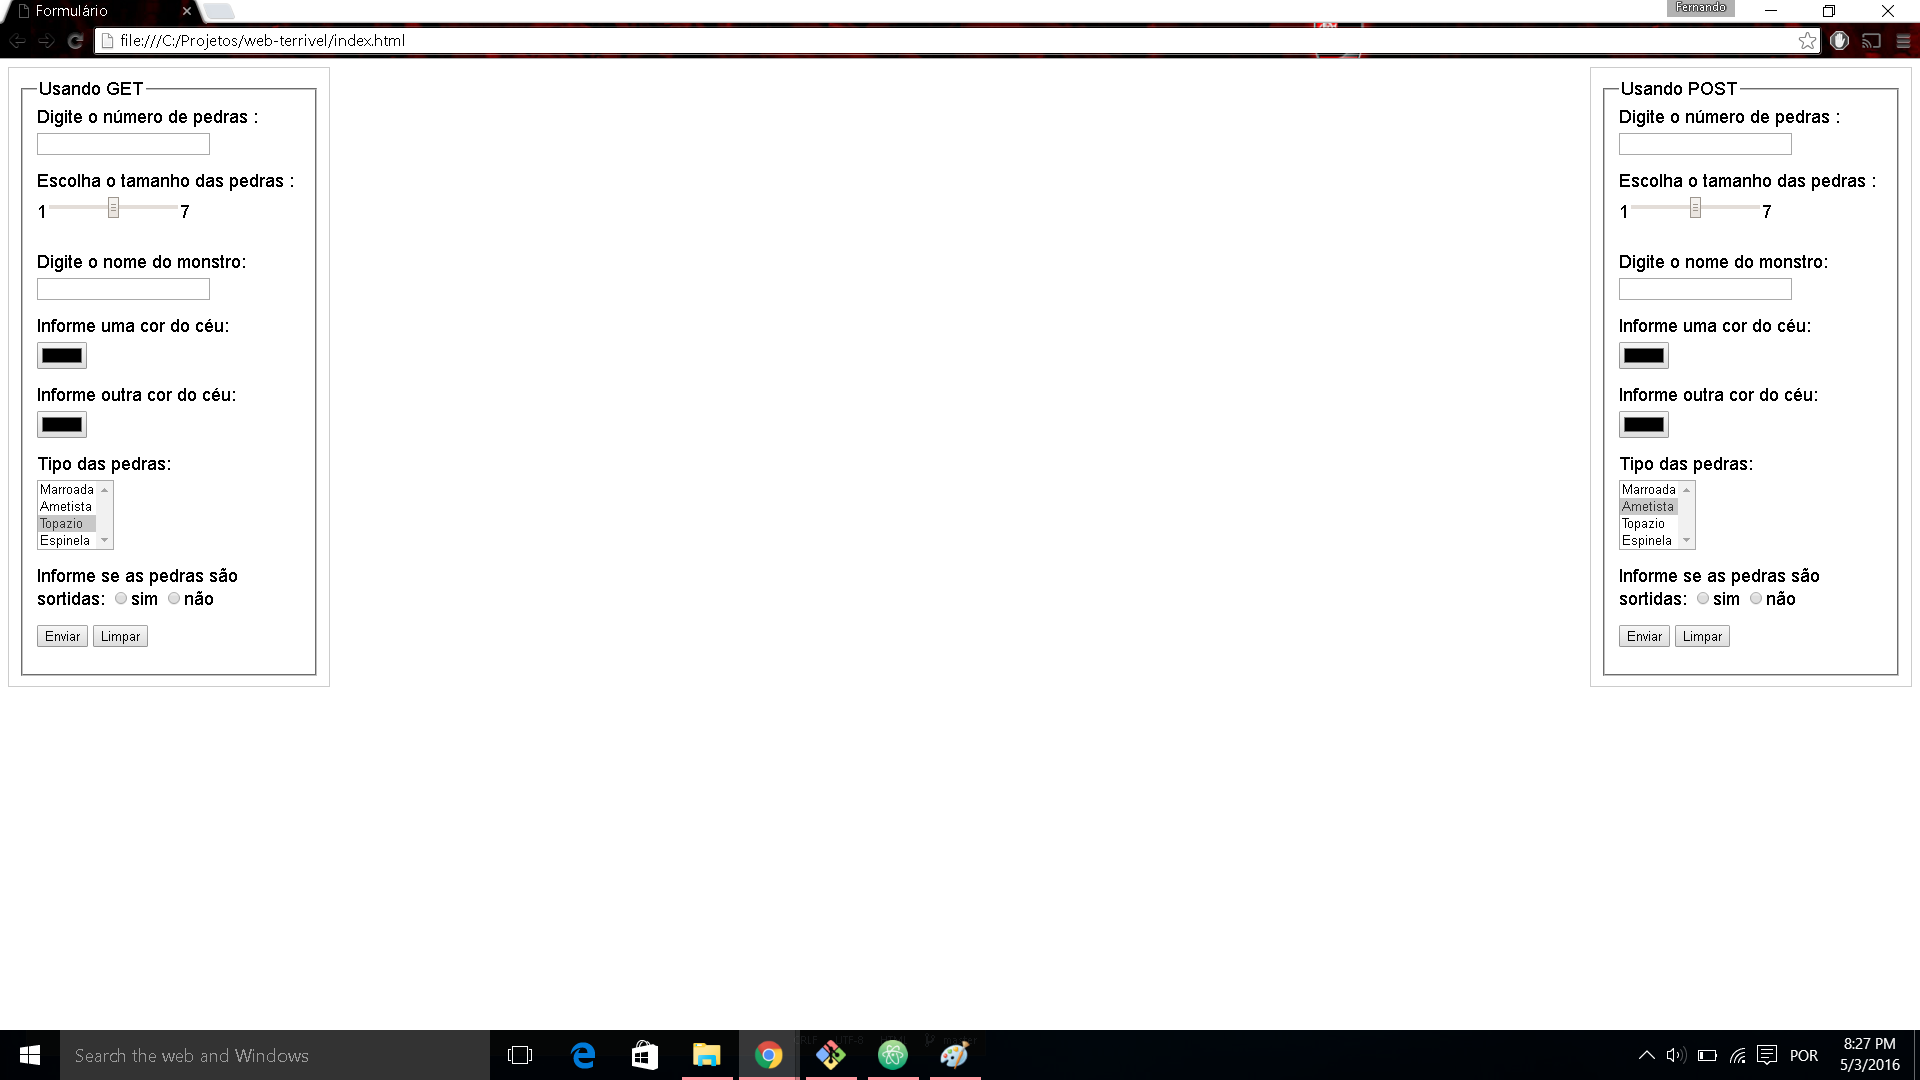 Formulário
Fernando
file:///C:/Projetos/web-terrivel/index.html
Usando GET
Digite o número de pedras :
Escolha o tamanho das pedras :
1 7
Digite o nome do monstro:
Informe uma cor do céu:
Informe outra cor do céu:
Tipo das pedras:
Marroada
Ametista
Topazio
Espinela
Informe se as pedras são
sortidas: sim não
Enviar Limpar
Usando POST
Digite o número de pedras :
Escolha o tamanho das pedras :
1 7
Digite o nome do monstro:
Informe uma cor do céu:
Informe outra cor do céu:
Tipo das pedras:
Marroada
Ametista
Topazio
Espinela
Informe se as pedras são
sortidas: sim não
Enviar Limpar
Search the web and Windows
POR
8:27 PM
5/3/2016